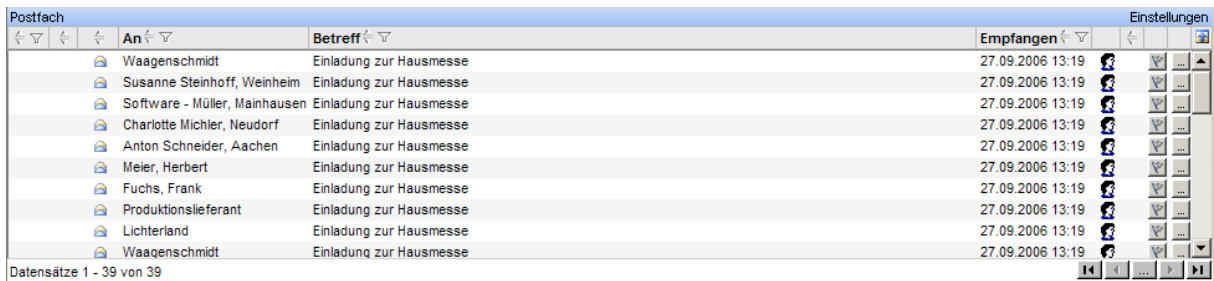 Postfach Einstellungen
An Betreff Empfangen
Waagenschmidt Einladung zur Hausmesse 27.09.2006 13:19 ...
Susanne Steinhoff, Weinheim Einladung zur Hausmesse 27.09.2006 13:19 ...
Software - Müller, Mainhausen Einladung zur Hausmesse 27.09.2006 13:19 ...
Charlotte Michler, Neudorf Einladung zur Hausmesse 27.09.2006 13:19 ...
Anton Schneider, Aachen Einladung zur Hausmesse 27.09.2006 13:19 ...
Meier, Herbert Einladung zur Hausmesse 27.09.2006 13:19 ...
Fuchs, Frank Einladung zur Hausmesse 27.09.2006 13:19 ...
Produktionslieferant Einladung zur Hausmesse 27.09.2006 13:19 ...
Lichterland Einladung zur Hausmesse 27.09.2006 13:19 ...
Waagenschmidt Einladung zur Hausmesse 27.09.2006 13:19 ...
Datensätze 1 - 39 von 39 ...